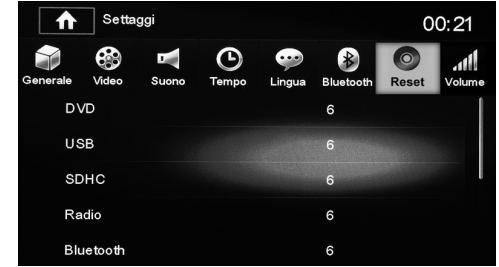 Settaggi 00:21
Generale Video Suono Tempo Lingua Bluetooth Reset Volume
DVD 6
USB 6
SDHC 6
Radio 6
Bluetooth 6